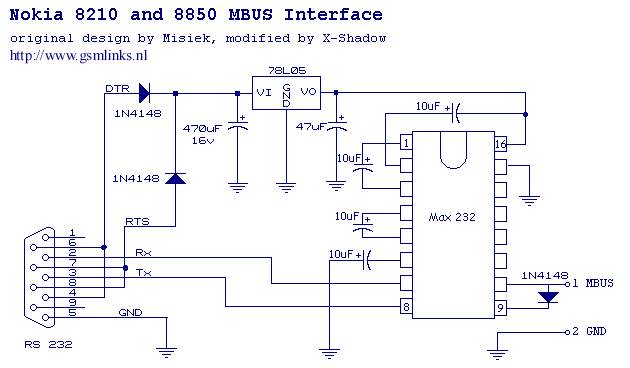 Nokia 8210 and 8850 MBUS Interface
original design by Misiek, modified by X-Shadow
http://www.gsmlinks.nl
78L05
DTR
VI
GND
VO
1N4148
10uF
470uF
16v
47uF
1
16
10uF
1N4148
RTS
10uF
Max 232
1
6
2
Rx
7
10uF
3
Tx
8
1N4148
1 MBUS
4
9
8
9
5
GND
2 GND
RS 232